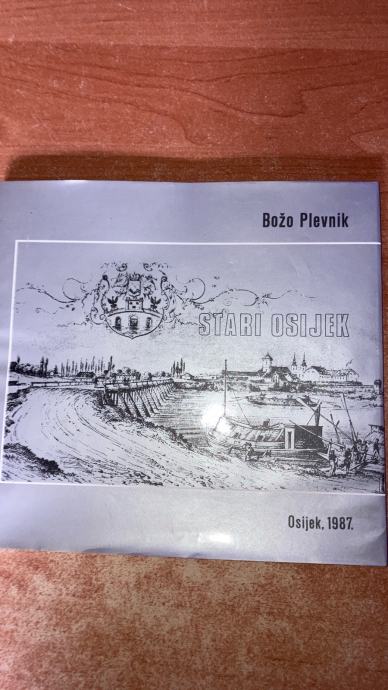 Božo Plevnik
STARI OSIJEK
Osijek, 1987.